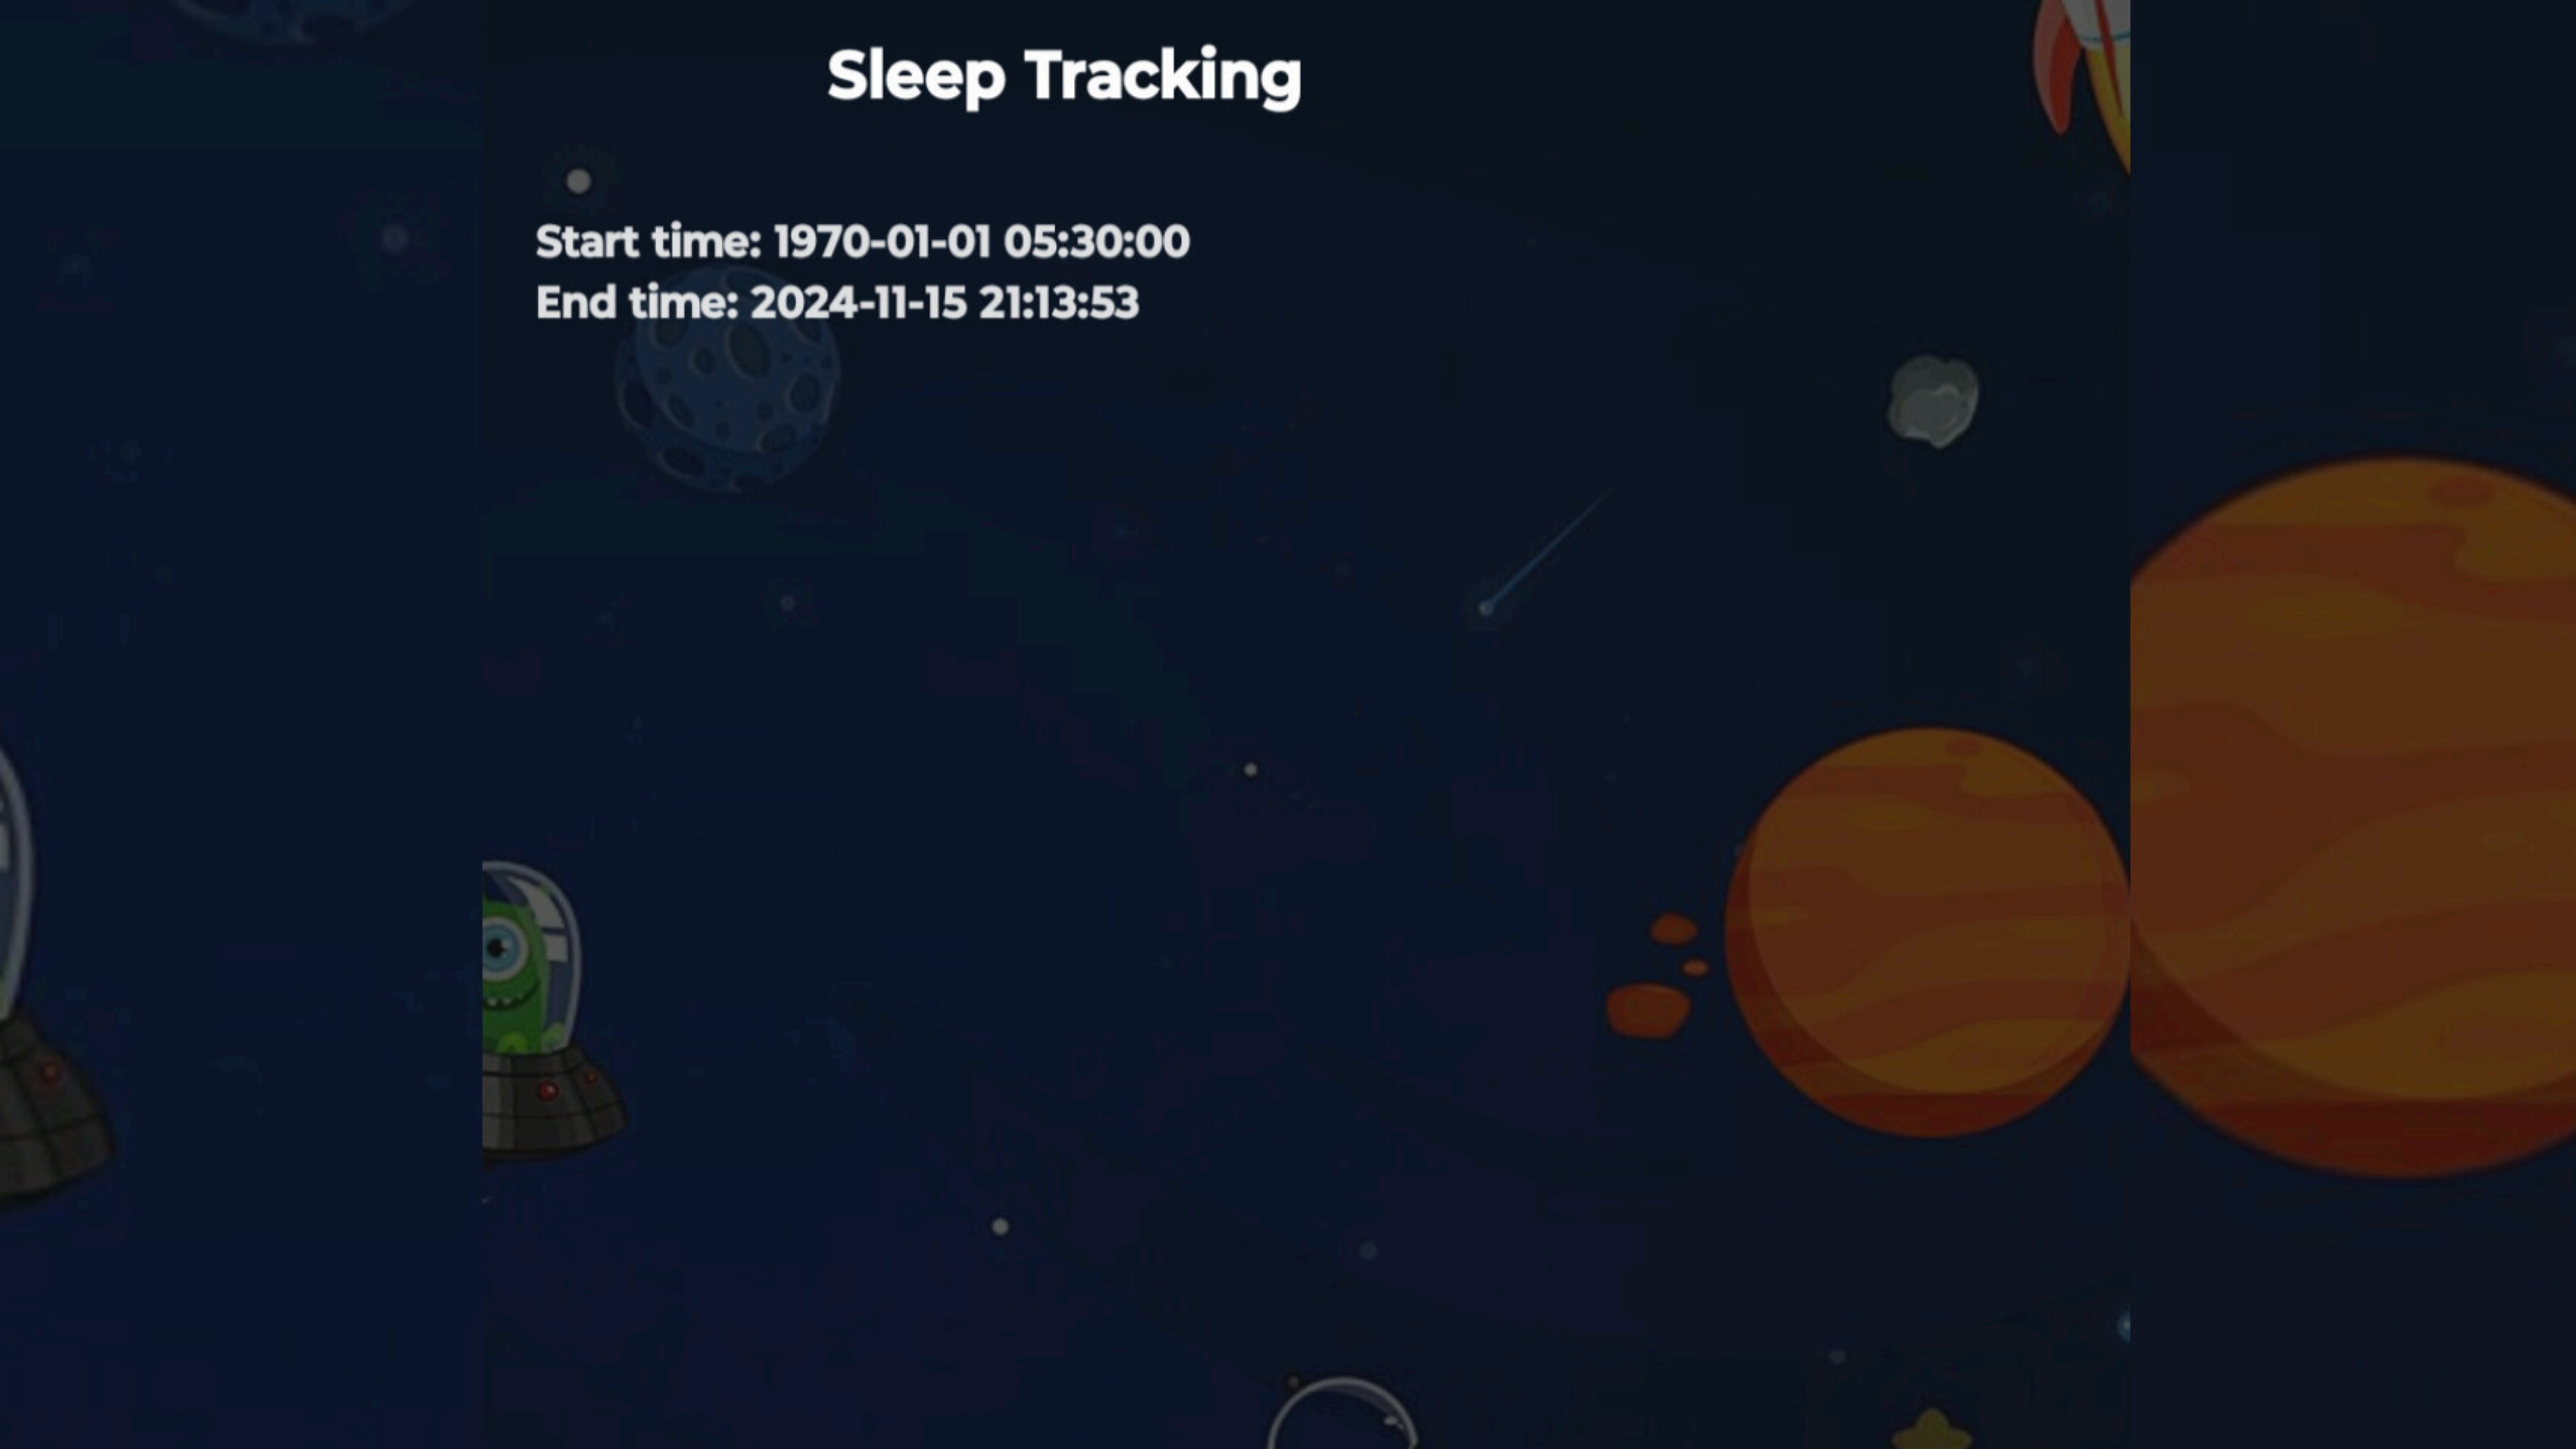 Sleep Tracking
Start time: 1970-01-01 05:30:00
End time: 2024-11-15 21:13:53